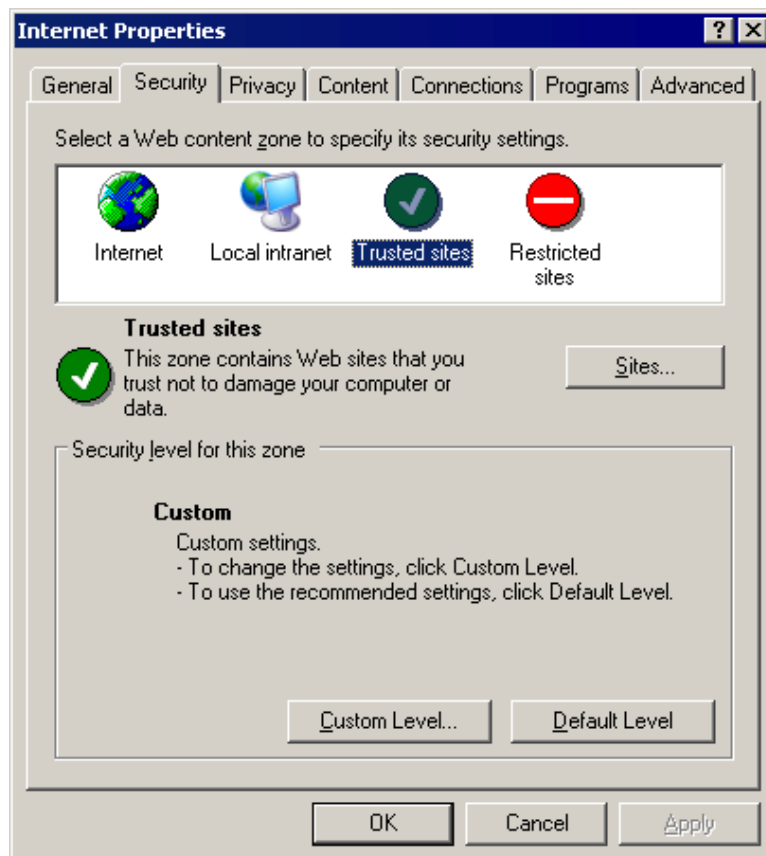 Internet Properties
General Security Privacy Content Connections Programs Advanced
Select a Web content zone to specify its security settings.
Internet Local intranet Trusted sites Restricted
sites
Trusted sites
This zone contains Web sites that you
trust not to damage your computer or
data.
Sites...
Security level for this zone
Custom
Custom settings.
- To change the settings, click Custom Level.
- To use the recommended settings, click Default Level.
Custom Level... Default Level
OK Cancel Apply